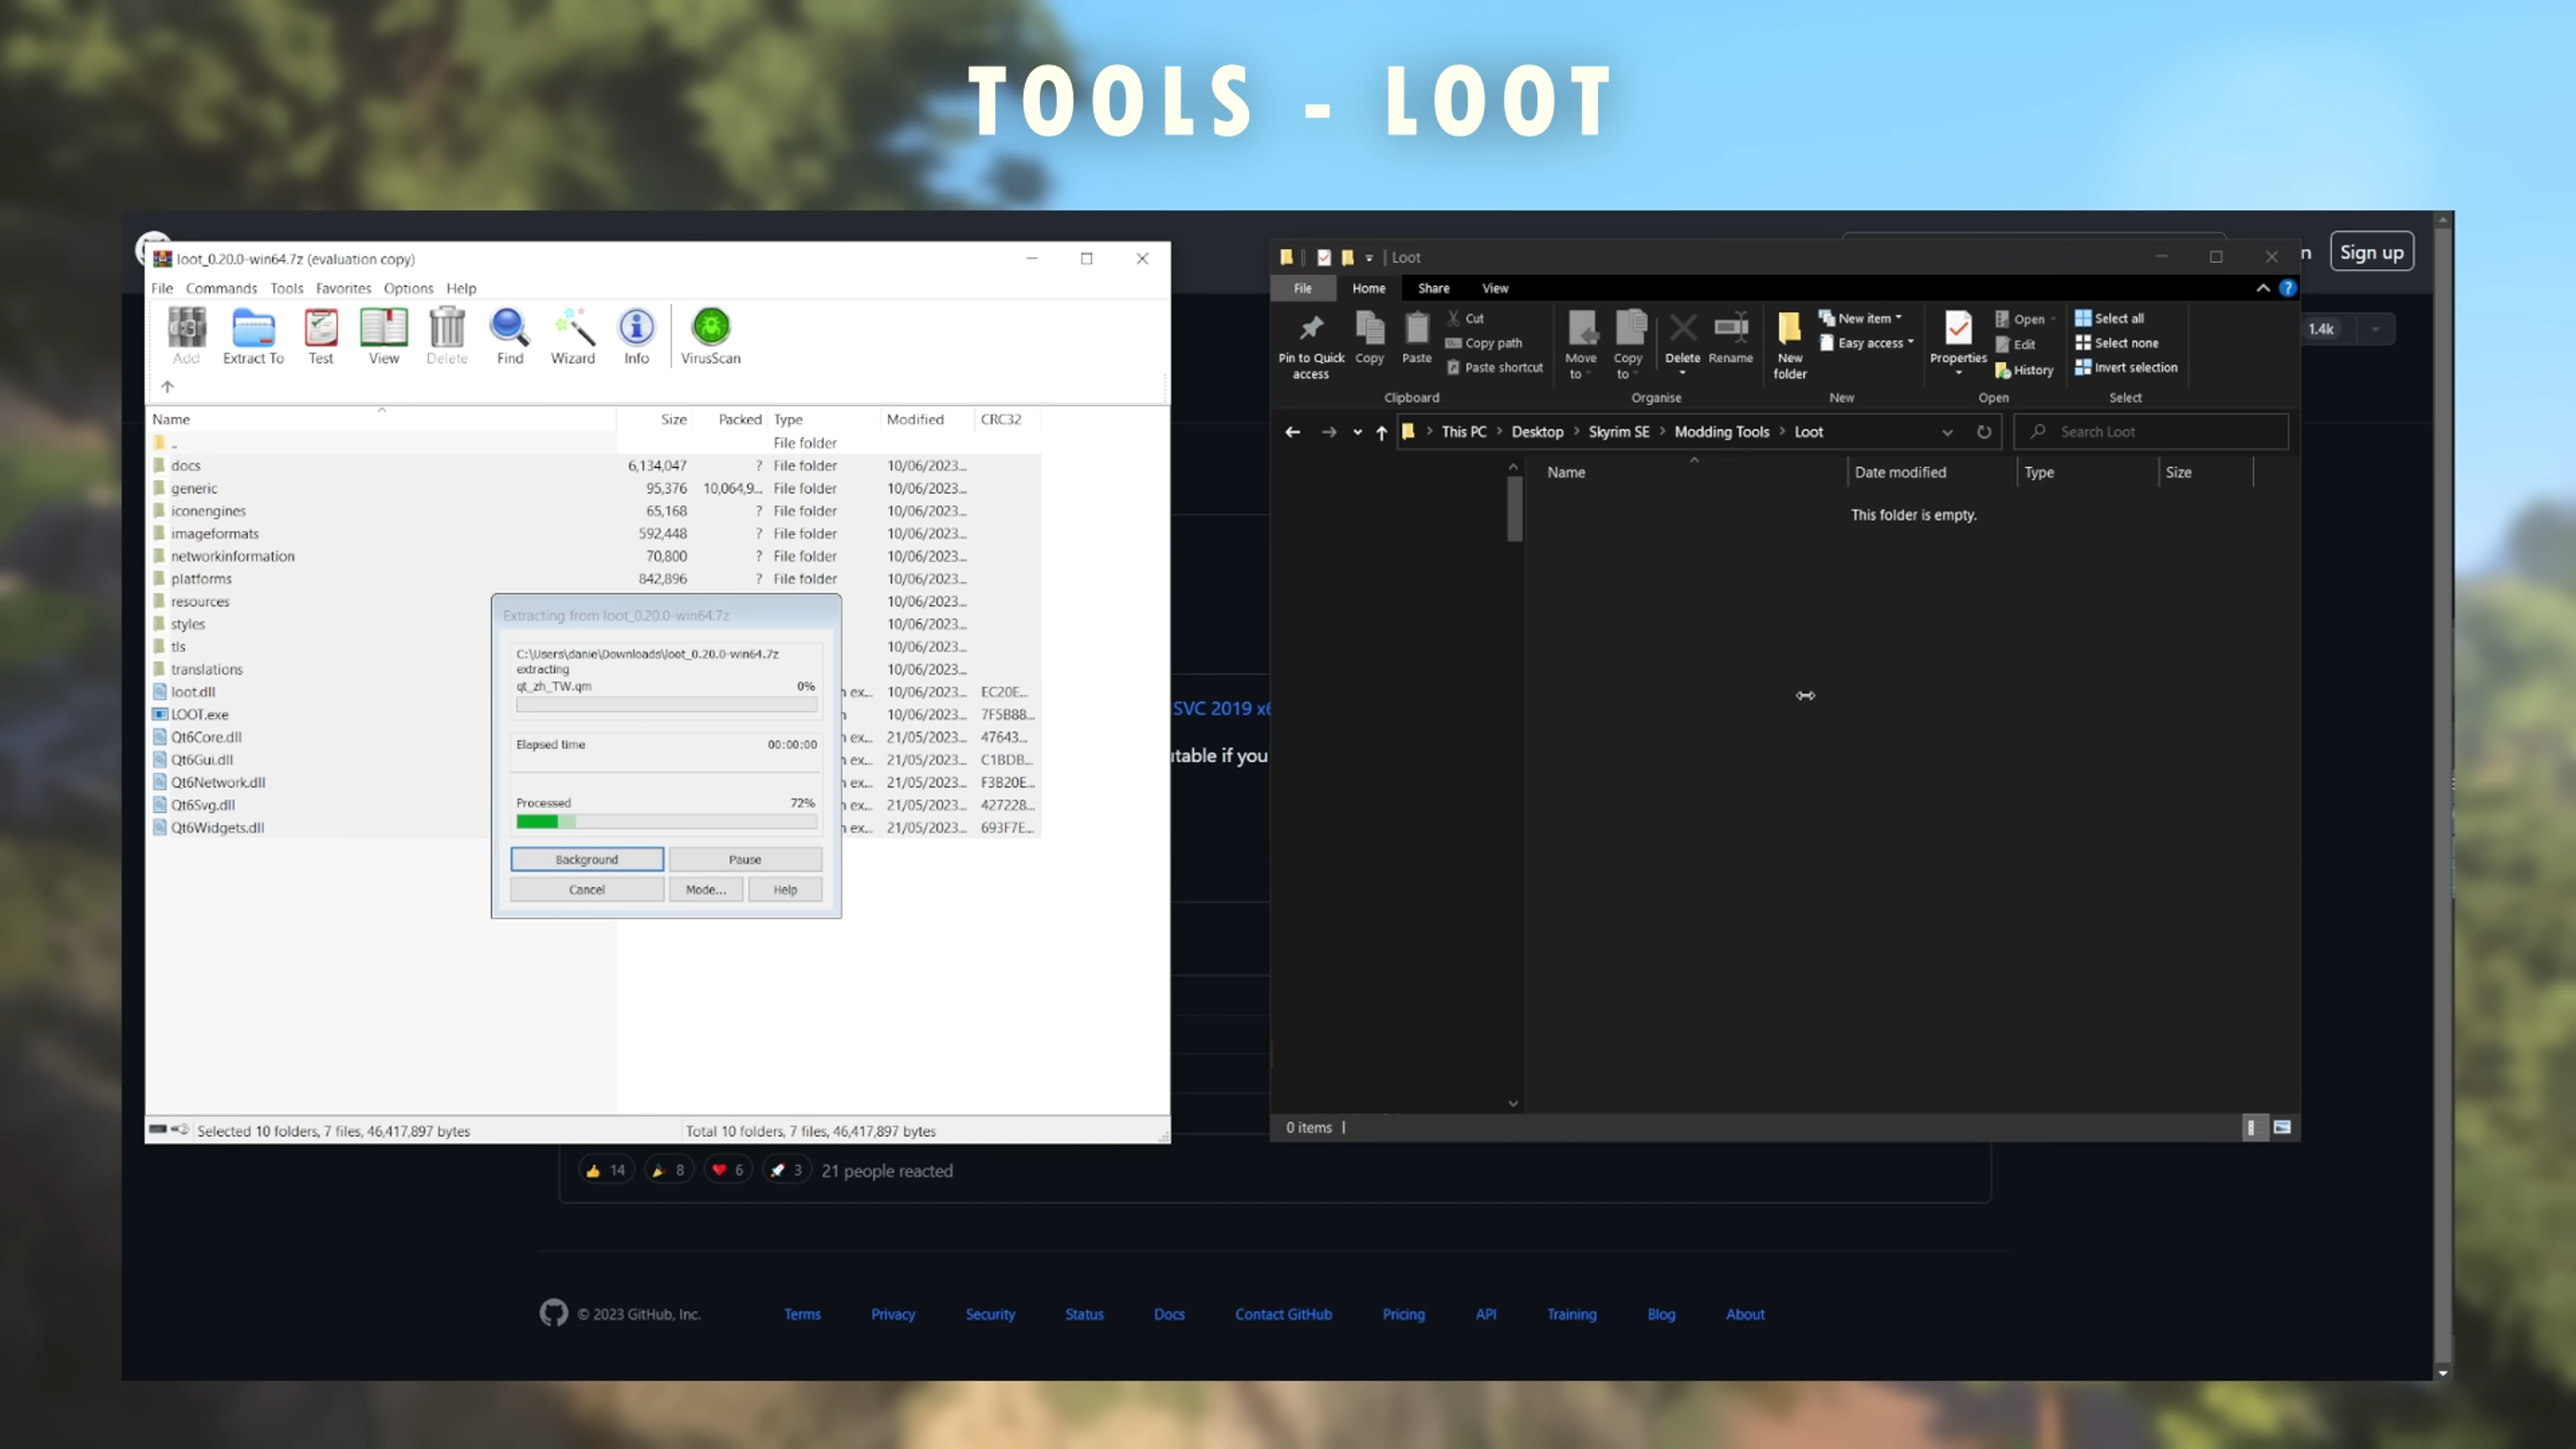 TOOLS - LOOT
Sign up
1.4k
loot_0.20.0-win64.7z (evaluation copy)
File Commands Tools Favorites Options Help
Add Extract To Test View Delete Find Wizard Info VirusScan
Name Size Packed Type Modified CRC32
.. File folder
docs 6,134,047 ? File folder 10/06/2023...
generic 95,376 10,064,9... File folder 10/06/2023...
iconengines 65,168 ? File folder 10/06/2023...
imageformats 592,448 ? File folder 10/06/2023...
networkinformation 70,800 ? File folder 10/06/2023...
platforms 842,896 ? File folder 10/06/2023...
resources 10/06/2023...
styles 10/06/2023...
tls 10/06/2023...
translations 10/06/2023...
loot.dll ex... 10/06/2023... EC20E...
LOOT.exe 10/06/2023... 7F5B88...
Qt6Core.dll ex... 21/05/2023... 47643...
Qt6Gui.dll ex... 21/05/2023... C1BDB...
Qt6Network.dll ex... 21/05/2023... F3B20E...
Qt6Svg.dll ex... 21/05/2023... 427228...
Qt6Widgets.dll ex... 21/05/2023... 693F7E...
Extracting from loot_0.20.0-win64.7z
C:\Users\danie\Downloads\loot_0.20.0-win64.7z
extracting
qt_zh_TW.qm 0%
Elapsed time 00:00:00
Processed 72%
Background Pause
Cancel Mode... Help
Selected 10 folders, 7 files, 46,417,897 bytes Total 10 folders, 7 files, 46,417,897 bytes
SVC 2019 x6
table if you
Loot
File Home Share View
Pin to Quick access Copy Paste Cut Copy path Paste shortcut
Move to Copy to Delete Rename New folder New item Easy access
Properties Open Edit History Select all Select none Invert selection
Clipboard Organise New Open Select
This PC Desktop Skyrim SE Modding Tools Loot Search Loot
Name Date modified Type Size
This folder is empty.
0 items
14 8 6 3 21 people reacted
© 2023 GitHub, Inc. Terms Privacy Security Status Docs Contact GitHub Pricing API Training Blog About